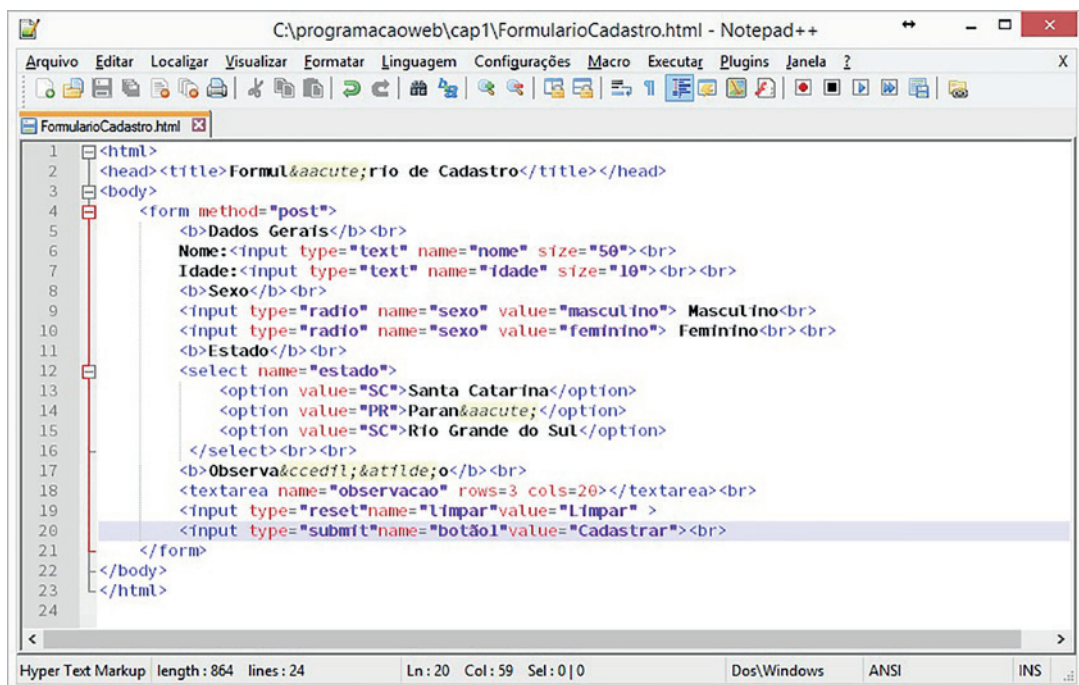 C:\programacaoweb\cap1\FormularioCadastro.html - Notepad++
Arquivo Editar Localizar Visualizar Formatar Linguagem Configurações Macro Executar Plugins Janela ? X
FormularioCadastro.html
1 <html>
2 <head><title>Formul&aacute;rio de Cadastro</title></head>
3 <body>
4 <form method="post">
5 <b>Dados Gerais</b><br>
6 Nome:<input type="text" name="nome" size="50"><br>
7 Idade:<input type="text" name="idade" size="10"><br><br>
8 <b>Sexo</b><br>
9 <input type="radio" name="sexo" value="masculino"> Masculino<br>
10 <input type="radio" name="sexo" value="feminino"> Feminino<br><br>
11 <b>Estado</b><br>
12 <select name="estado">
13 <option value="SC">Santa Catarina</option>
14 <option value="PR">Paran&aacute;</option>
15 <option value="SC">Rio Grande do Sul</option>
16 </select><br><br>
17 <b>Observa&ccedil;&atilde;o</b><br>
18 <textarea name="observacao" rows=3 cols=20></textarea><br>
19 <input type="reset"name="limpar"value="Limpar" >
20 <input type="submit"name="botão1"value="Cadastrar"><br>
21 </form>
22 </body>
23 </html>
24
Hyper Text Markup length : 864 lines : 24 Ln : 20 Col : 59 Sel : 0 | 0 Dos\Windows ANSI INS